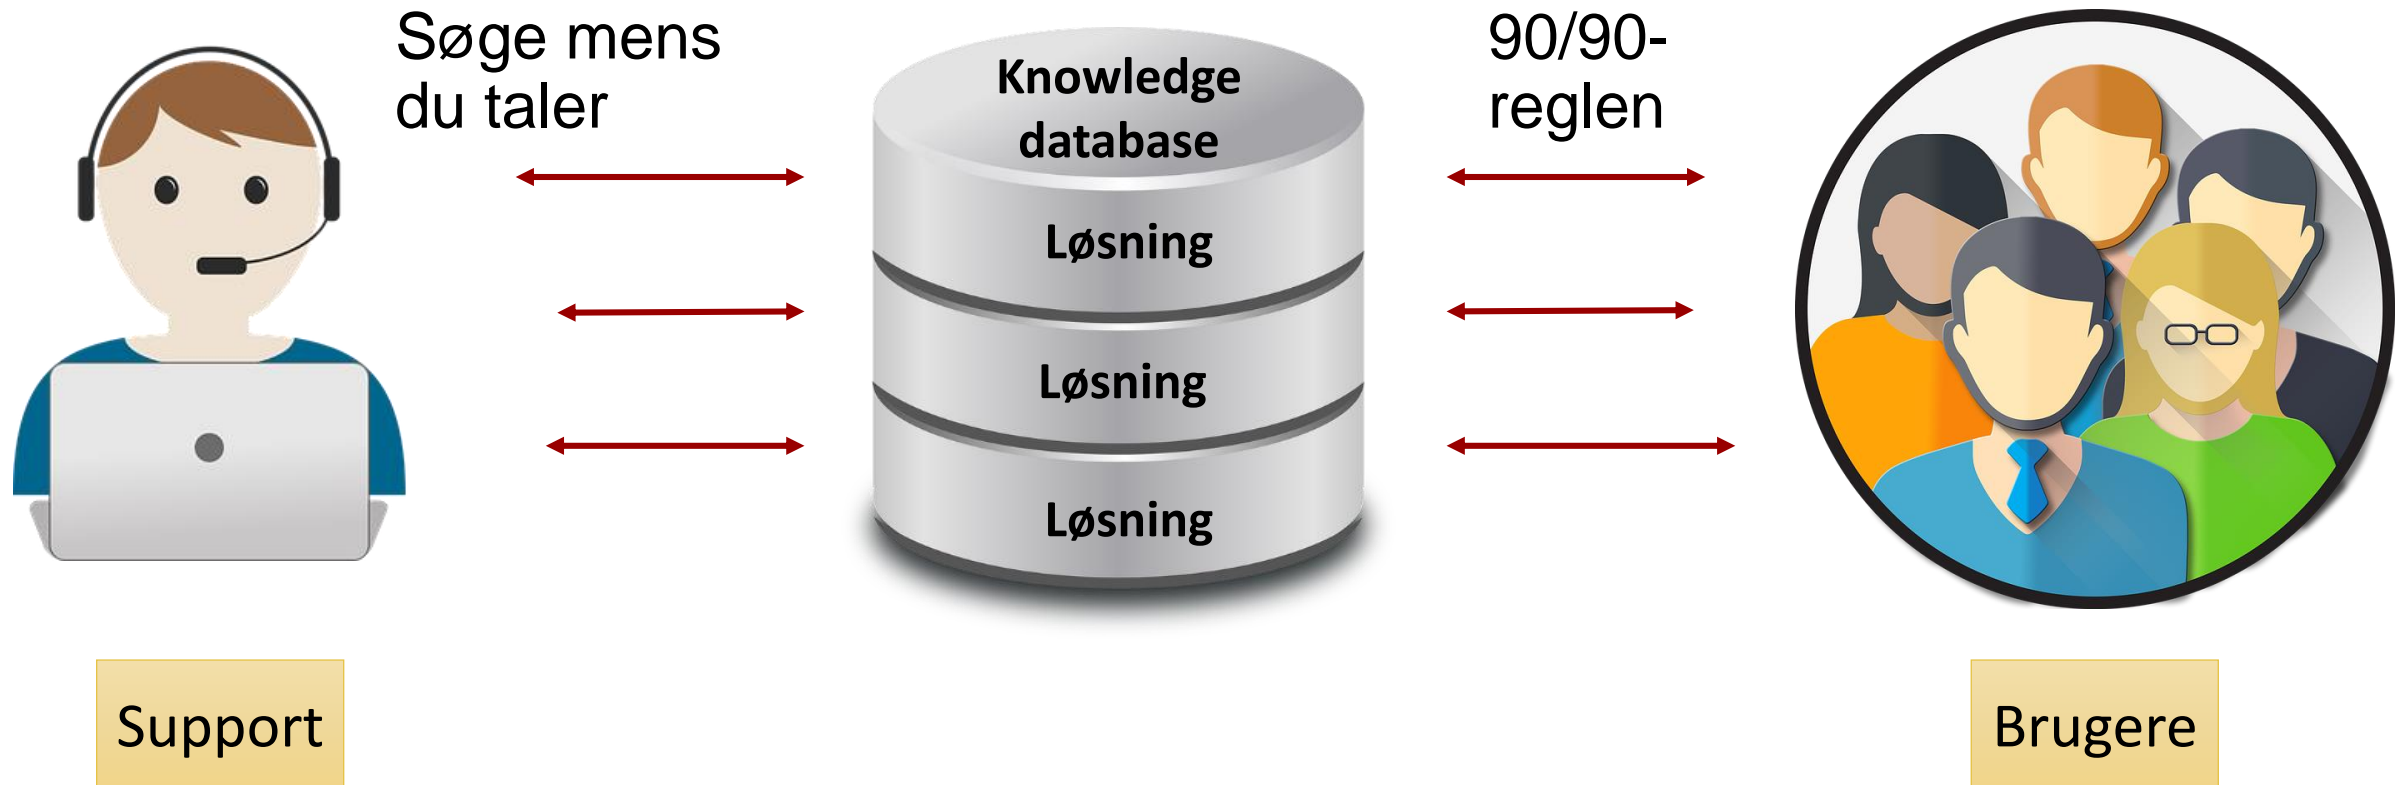 Søge mens
du taler
Knowledge
database
Løsning
Løsning
Løsning
90/90-
reglen
Support
Brugere